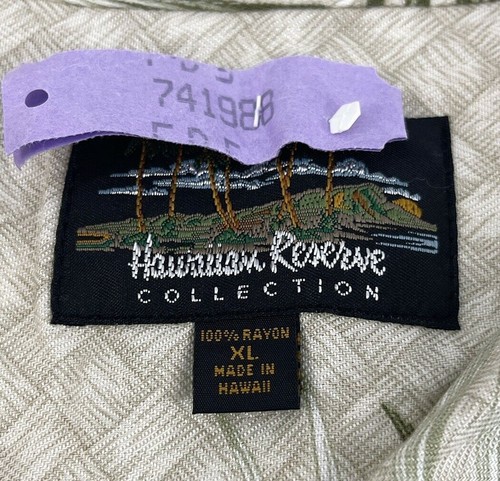 741988
Hawaiian Reserve
COLLECTION
100% RAYON
XL
MADE IN
HAWAII